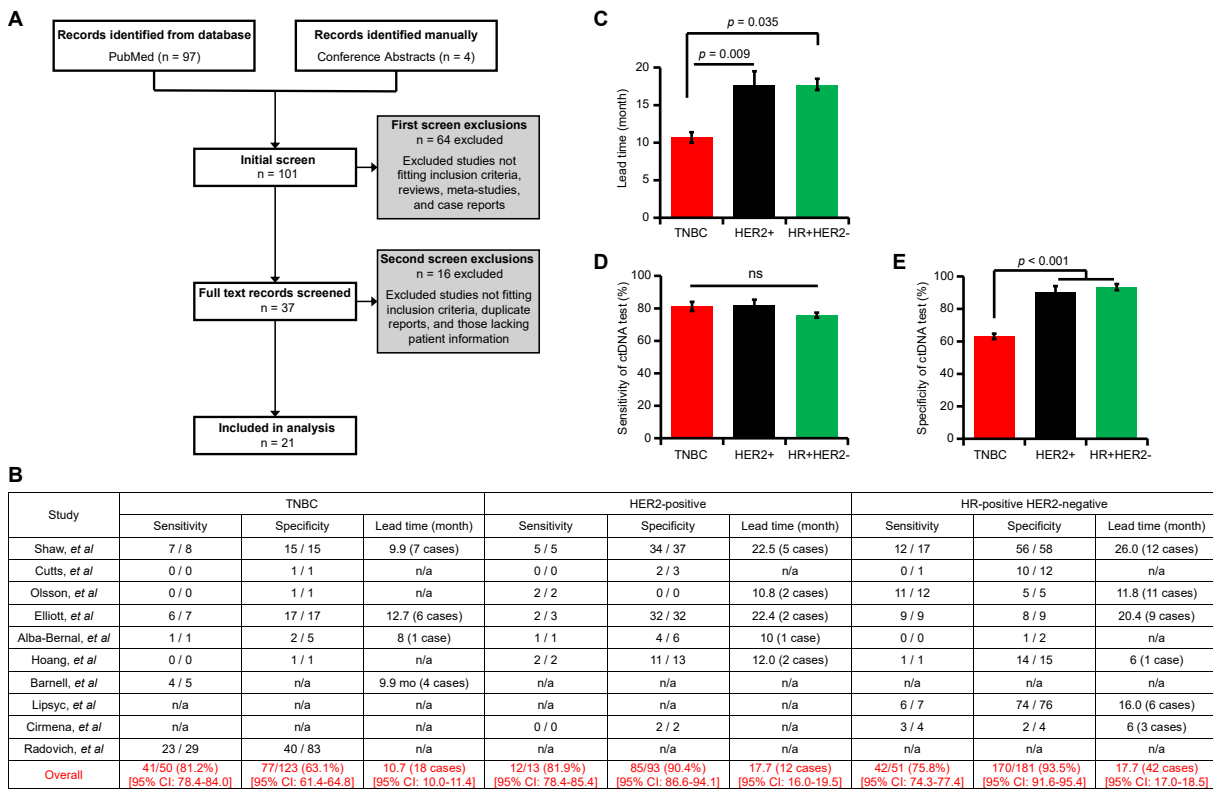 A
Records identified from database
PubMed (n = 97)
Records identified manually
Conference Abstracts (n = 4)
Initial screen
n = 101
First screen exclusions
n = 64 excluded
Excluded studies not
fitting inclusion criteria,
reviews, meta-studies,
and case reports
Full text records screened
n = 37
Second screen exclusions
n = 16 excluded
Excluded studies not fitting
inclusion criteria, duplicate
reports, and those lacking
patient information
Included in analysis
n = 21
C
p = 0.035
p = 0.009
Lead time (month)
20
15
10
5
0
TNBC HER2+ HR+HER2-
D
ns
Sensitivity of ctDNA test (%)
100
80
60
40
20
0
TNBC HER2+ HR+HER2-
E
p < 0.001
Specificity of ctDNA test (%)
100
80
60
40
20
0
TNBC HER2+ HR+HER2-
B
Study TNBC HER2-positive HR-positive HER2-negative
Sensitivity Specificity Lead time (month) Sensitivity Specificity Lead time (month) Sensitivity Specificity Lead time (month)
Shaw, et al 7 / 8 15 / 15 9.9 (7 cases) 5 / 5 34 / 37 22.5 (5 cases) 12 / 17 56 / 58 26.0 (12 cases)
Cutts, et al 0 / 0 1 / 1 n/a 0 / 0 2 / 3 n/a 0 / 1 10 / 12 n/a
Olsson, et al 0 / 0 1 / 1 n/a 2 / 2 0 / 0 10.8 (2 cases) 11 / 12 5 / 5 11.8 (11 cases)
Elliott, et al 6 / 7 17 / 17 12.7 (6 cases) 2 / 3 32 / 32 22.4 (2 cases) 9 / 9 8 / 9 20.4 (9 cases)
Alba-Bernal, et al 1 / 1 2 / 5 8 (1 case) 1 / 1 4 / 6 10 (1 case) 0 / 0 1 / 2 n/a
Hoang, et al 0 / 0 1 / 1 n/a 2 / 2 11 / 13 12.0 (2 cases) 1 / 1 14 / 15 6 (1 case)
Barnell, et al 4 / 5 n/a 9.9 mo (4 cases) n/a n/a n/a n/a n/a n/a
Lipsyc, et al n/a n/a n/a n/a n/a n/a 6 / 7 74 / 76 16.0 (6 cases)
Cirmena, et al n/a n/a n/a 0 / 0 2 / 2 n/a 3 / 4 2 / 4 6 (3 cases)
Radovich, et al 23 / 29 40 / 83 n/a n/a n/a n/a n/a n/a n/a
Overall 41/50 (81.2%) 77/123 (63.1%) 10.7 (18 cases) 12/13 (81.9%) 85/93 (90.4%) 17.7 (12 cases) 42/51 (75.8%) 170/181 (93.5%) 17.7 (42 cases)
[95% CI: 78.4-84.0] [95% CI: 61.4-64.8] [95% CI: 10.0-11.4] [95% CI: 78.4-85.4] [95% CI: 86.6-94.1] [95% CI: 16.0-19.5] [95% CI: 74.3-77.4] [95% CI: 91.6-95.4] [95% CI: 17.0-18.5]